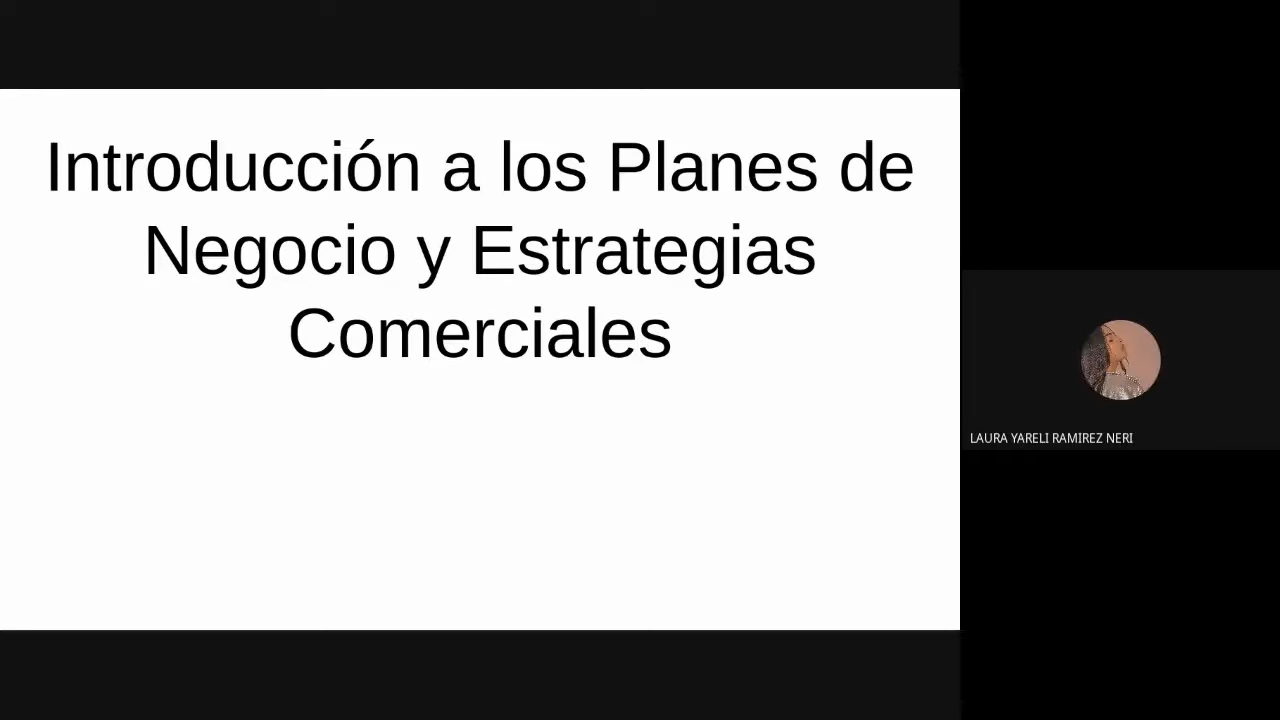 Introducción a los Planes de
Negocio y Estrategias
Comerciales
LAURA YARELI RAMIREZ NERI